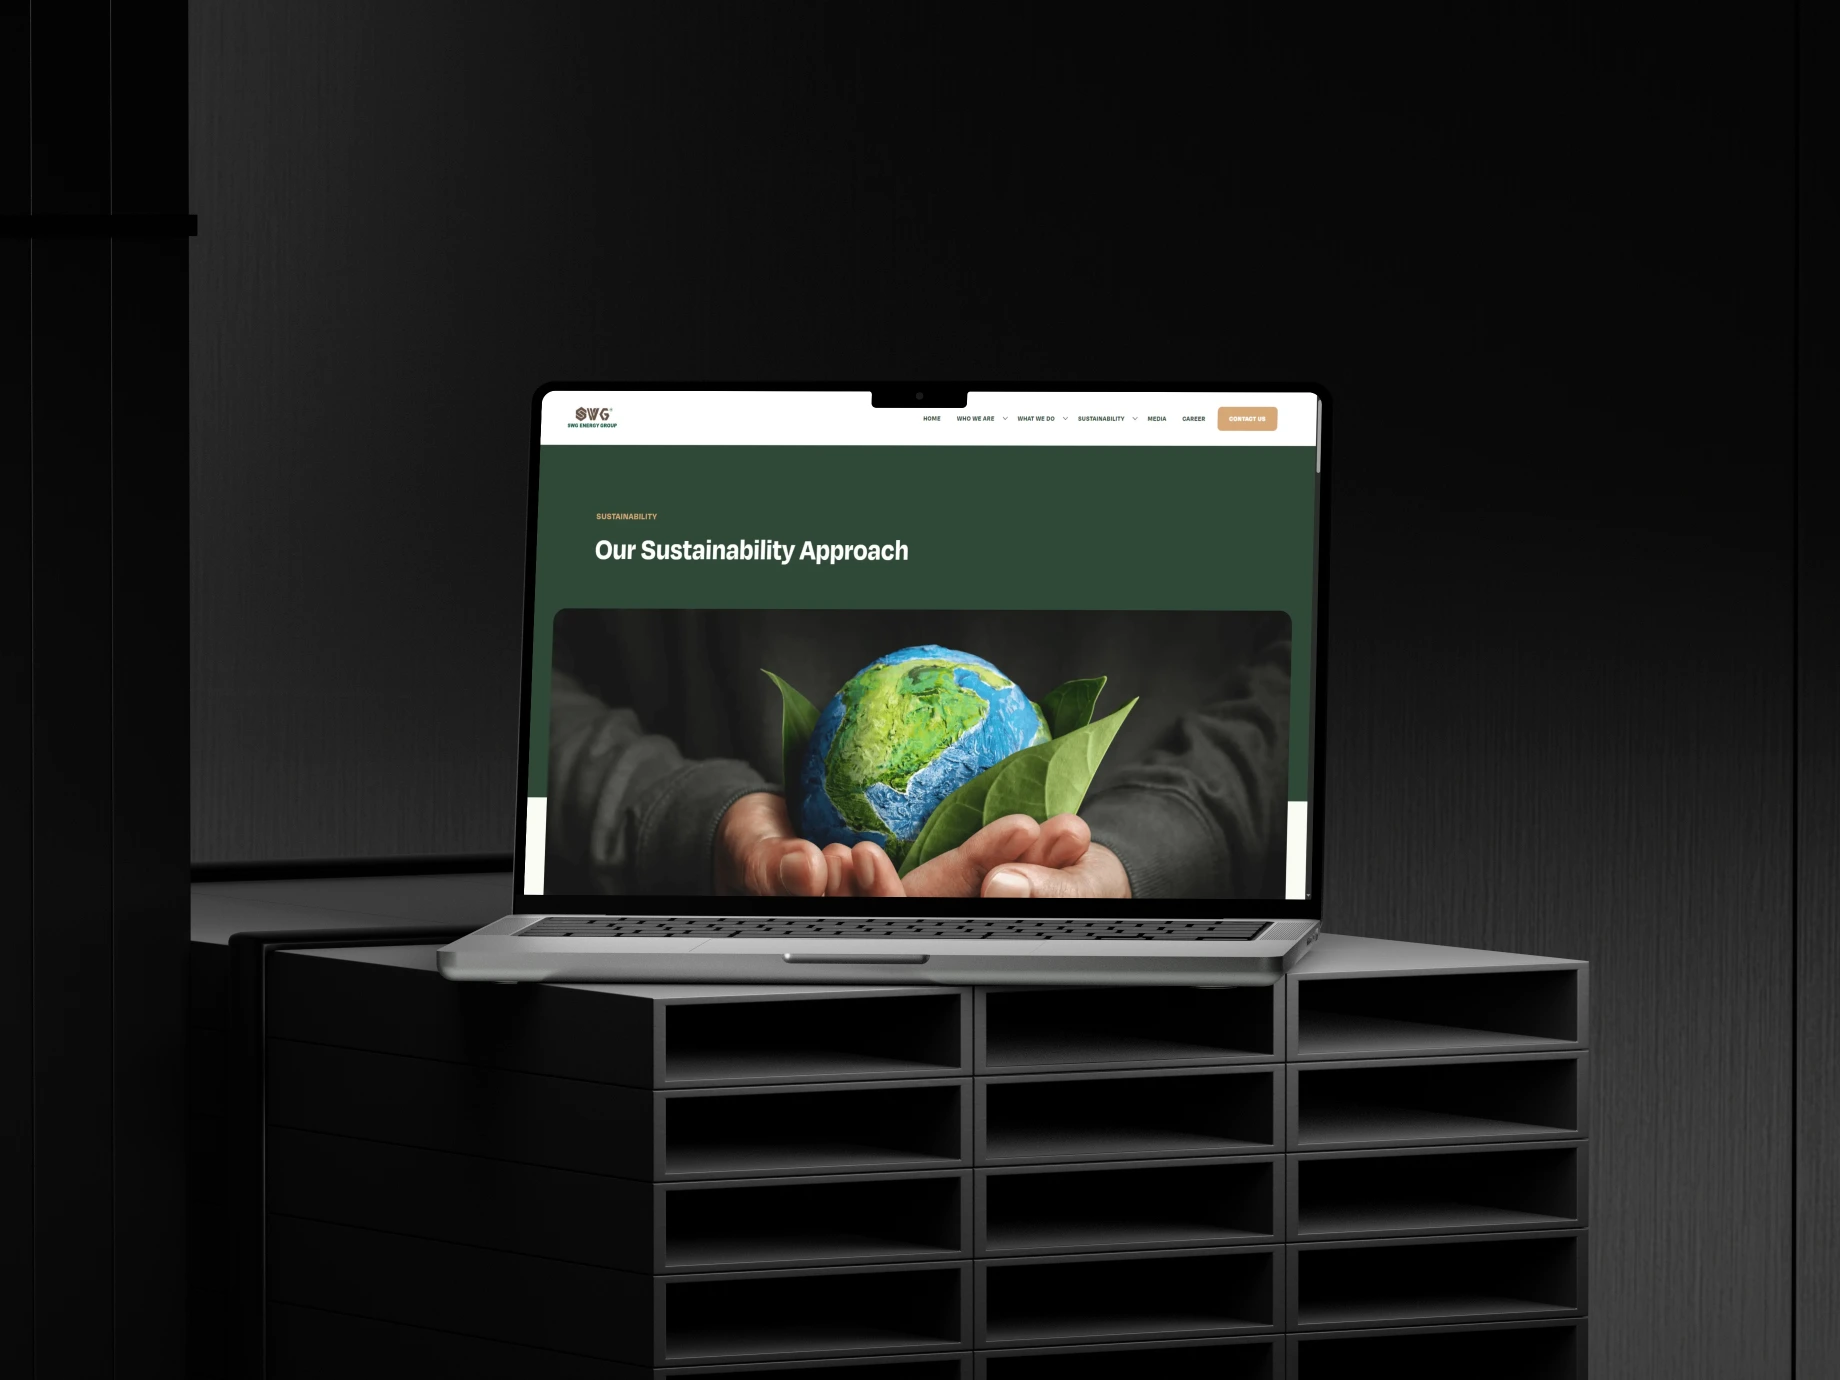 SWG
SWG ENERGY GROUP
HOME WHO WE ARE WHAT WE DO SUSTAINABILITY MEDIA CAREER CONTACT US
SUSTAINABILITY
Our Sustainability Approach